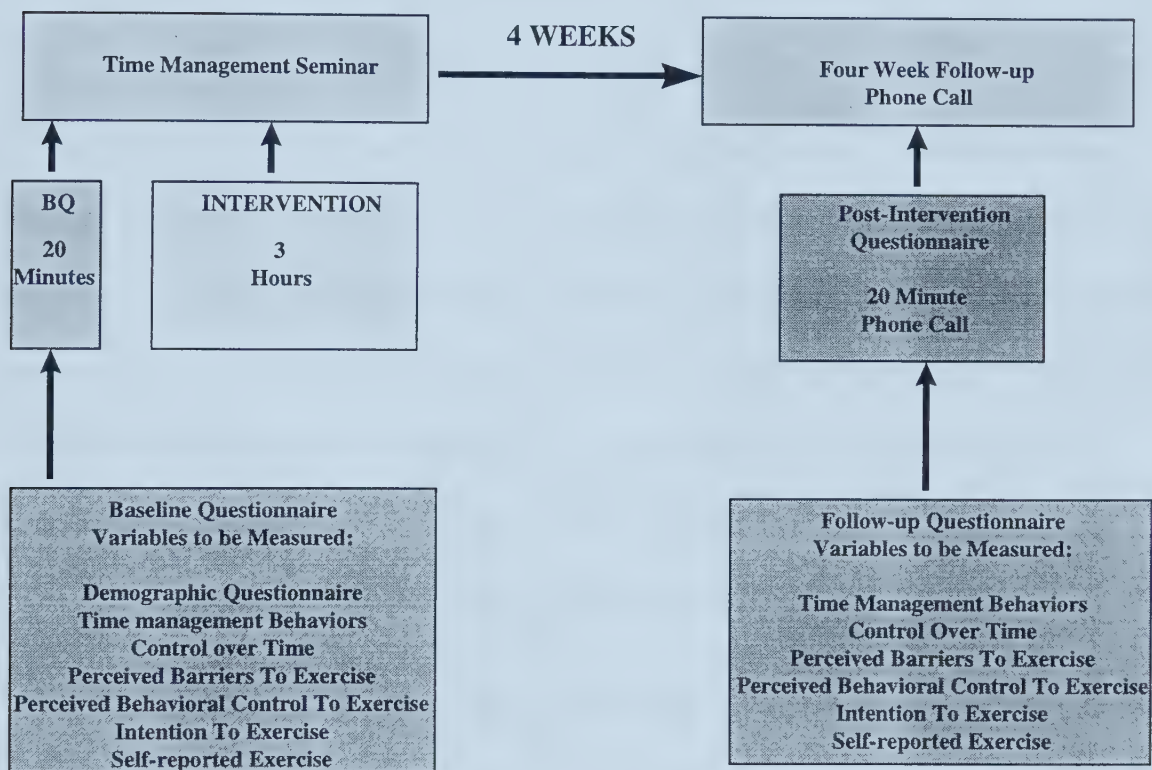 Time Management Seminar
4 WEEKS
Four Week Follow-up
Phone Call
BQ
20
Minutes
INTERVENTION
3
Hours
Post-Intervention
Questionnaire
20 Minute
Phone Call
Baseline Questionnaire
Variables to be Measured:
Demographic Questionnaire
Time management Behaviors
Control over Time
Perceived Barriers To Exercise
Perceived Behavioral Control To Exercise
Intention To Exercise
Self-reported Exercise
Follow-up Questionnaire
Variables to be Measured:
Time Management Behaviors
Control Over Time
Perceived Barriers To Exercise
Perceived Behavioral Control To Exercise
Intention To Exercise
Self-reported Exercise